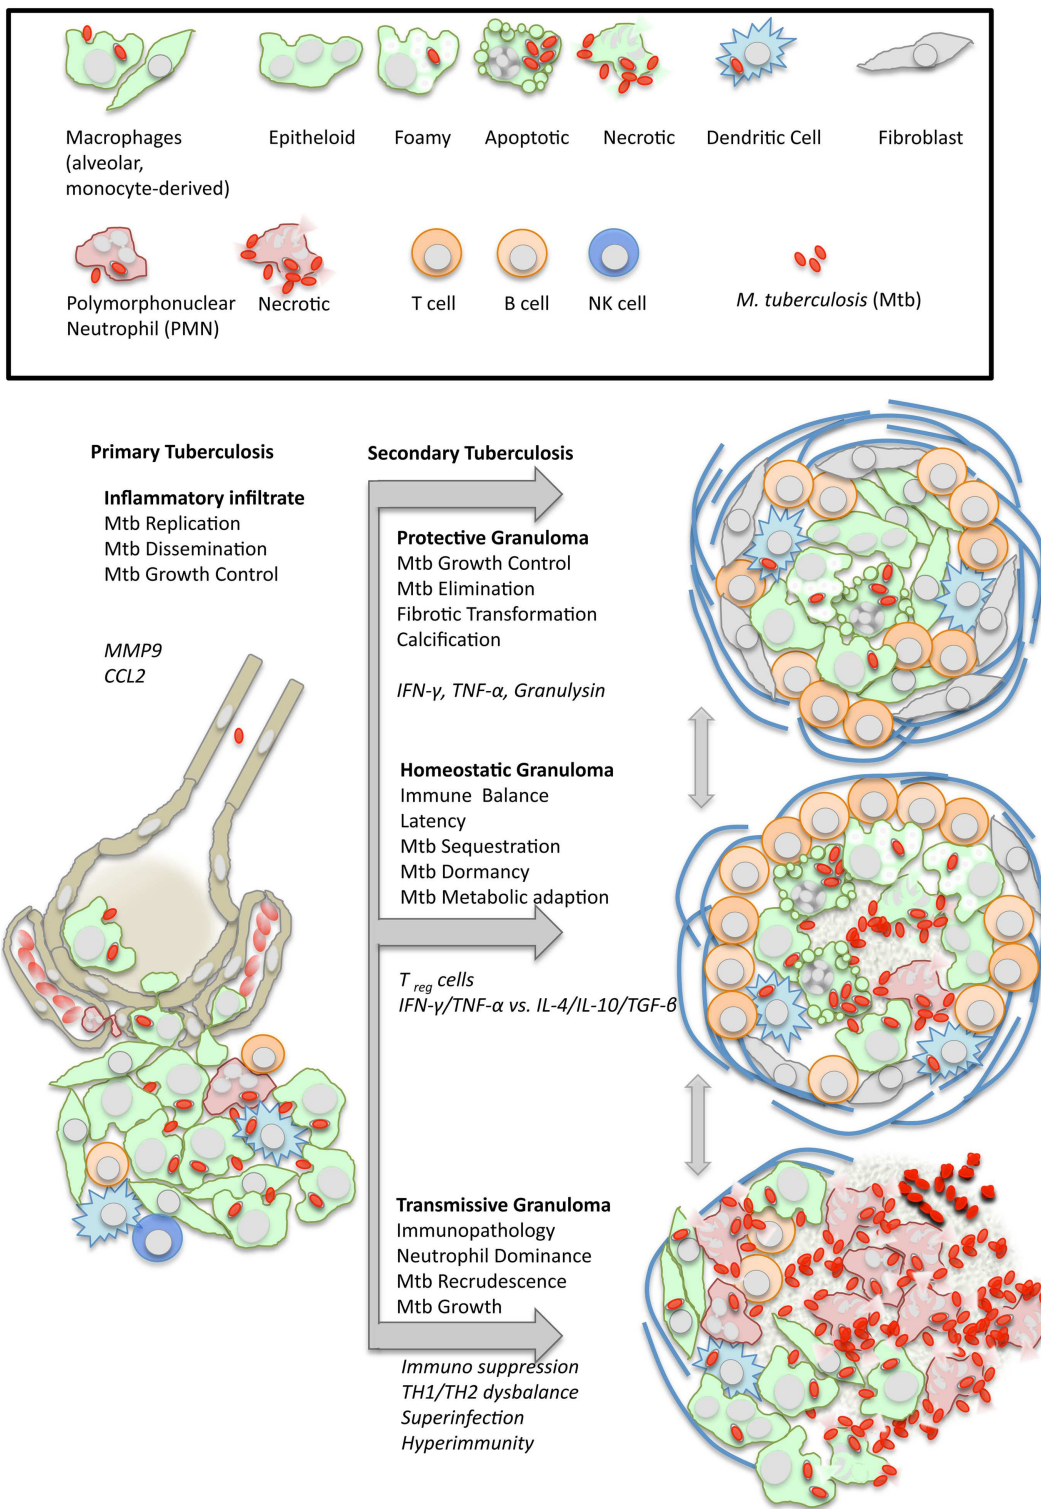 Macrophages
(alveolar,
monocyte-derived)
Epitheloid
Foamy
Apoptotic
Necrotic
Dendritic Cell
Fibroblast
Polymorphonuclear
Neutrophil (PMN)
Necrotic
T cell
B cell
NK cell
M. tuberculosis (Mtb)
Primary Tuberculosis
Inflammatory infiltrate
Mtb Replication
Mtb Dissemination
Mtb Growth Control
MMP9
CCL2
Secondary Tuberculosis
Protective Granuloma
Mtb Growth Control
Mtb Elimination
Fibrotic Transformation
Calcification
IFN-γ, TNF-α, Granulysin
Homeostatic Granuloma
Immune Balance
Latency
Mtb Sequestration
Mtb Dormancy
Mtb Metabolic adaption
T reg cells
IFN-γ/TNF-α vs. IL-4/IL-10/TGF-ß
Transmissive Granuloma
Immunopathology
Neutrophil Dominance
Mtb Recrudescence
Mtb Growth
Immuno suppression
TH1/TH2 dysbalance
Superinfection
Hyperimmunity